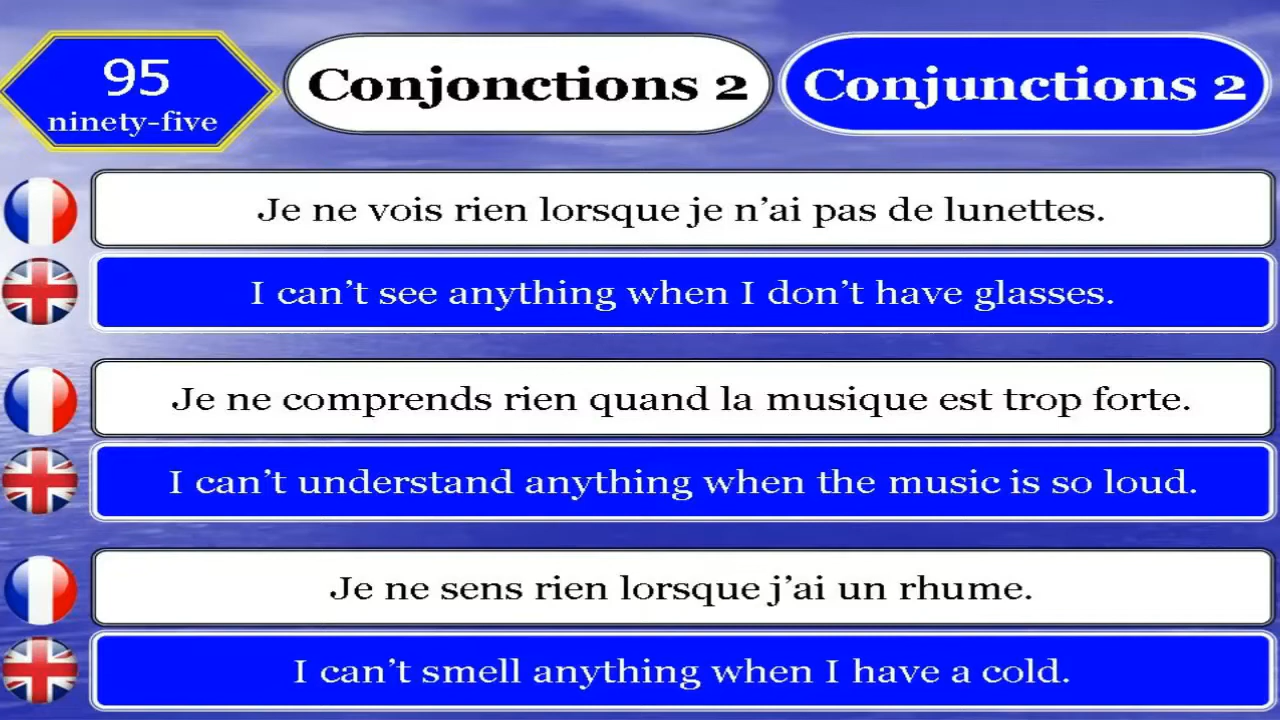 95
ninety-five
Conjonctions 2
Conjunctions 2
Je ne vois rien lorsque je n’ai pas de lunettes.
I can’t see anything when I don’t have glasses.
Je ne comprends rien quand la musique est trop forte.
I can’t understand anything when the music is so loud.
Je ne sens rien lorsque j’ai un rhume.
I can’t smell anything when I have a cold.